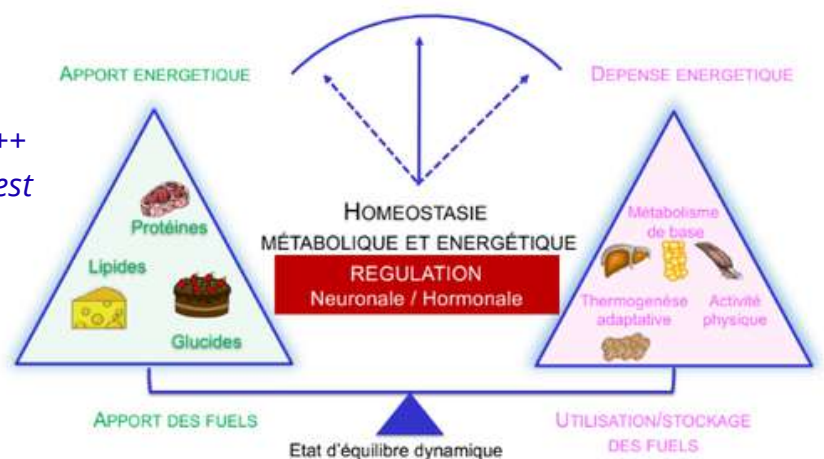 APPORT ENERGETIQUE
DEPENSE ENERGETIQUE
++
est
Protéines
Lipides
Glucides
HOMEOSTASIE
MÉTABOLIQUE ET ENERGÉTIQUE
REGULATION
Neuronale / Hormonale
Métabolisme
de base
Thermogenèse
adaptative
Activité
physique
APPORT DES FUELS
UTILISATION/STOCKAGE
DES FUELS
Etat d'équilibre dynamique